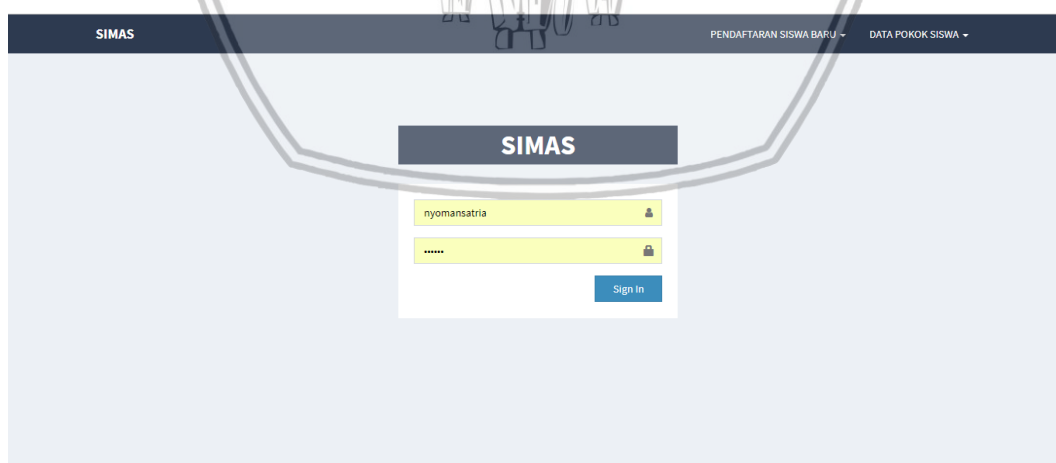 SIMAS PENDAFTARAN SISWA BARU DATA POKOK SISWA
SIMAS
nyomansatria
••••••
Sign In